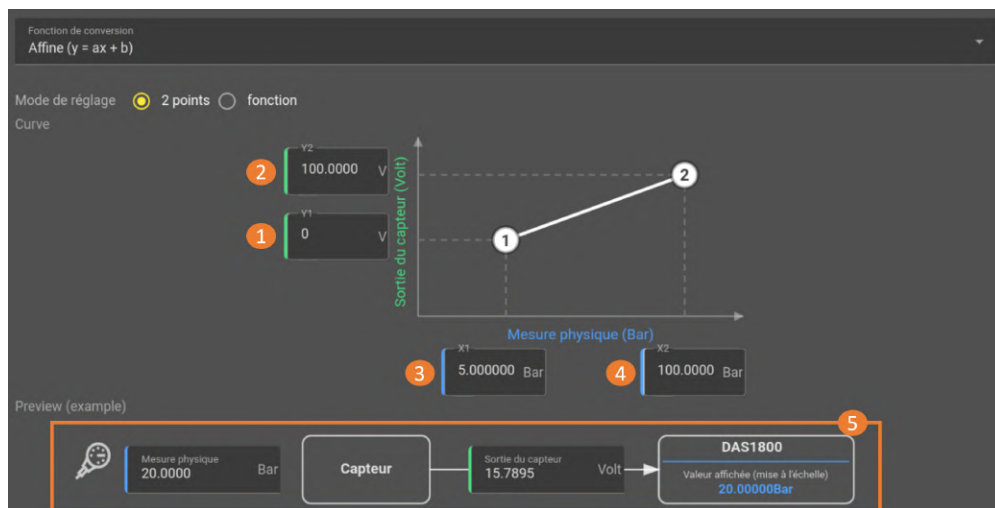 Fonction de conversion
Affine (y = ax + b)
Mode de réglage 2 points fonction
Curve
Y2
2 100.0000 V
Y1
1 0 V
Sortie du capteur (Volt)
2
1
Mesure physique (Bar)
X1 X2
3 5.000000 Bar 4 100.0000 Bar
Preview (example)
5
Mesure physique
20.0000 Bar
Capteur
Sortie du capteur
15.7895 Volt
DAS1800
Valeur affichée (mise à l'échelle)
20.00000Bar